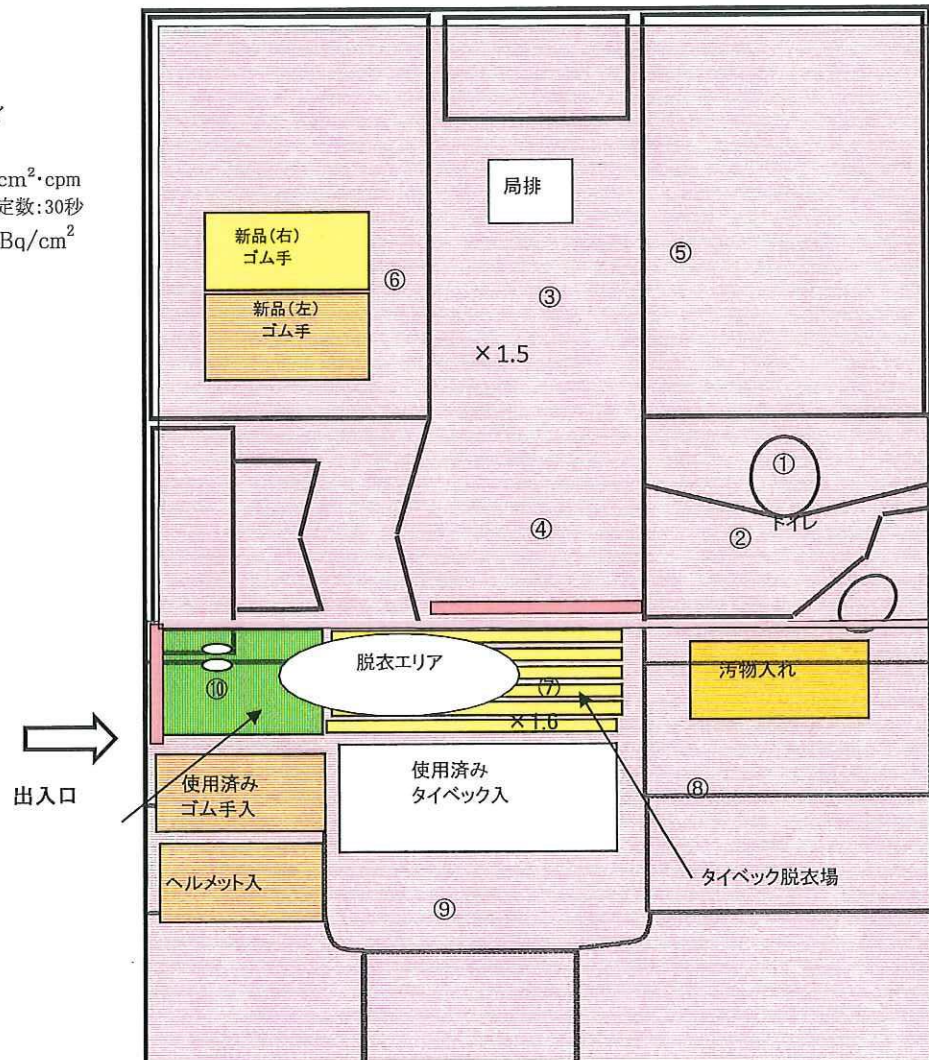 cm²・cpm
定数:30秒
Bq/cm²
局排
新品(右)
ゴム手
⑥
新品(左)
ゴム手
③
⑤
×1.5
①
トイレ
②
④
脱衣エリア
⑩
(7)
×1.6
汚物入れ
出入口
使用済み
ゴム手入
使用済み
タイベック入
⑧
ヘルメット入
タイベック脱衣場
⑨